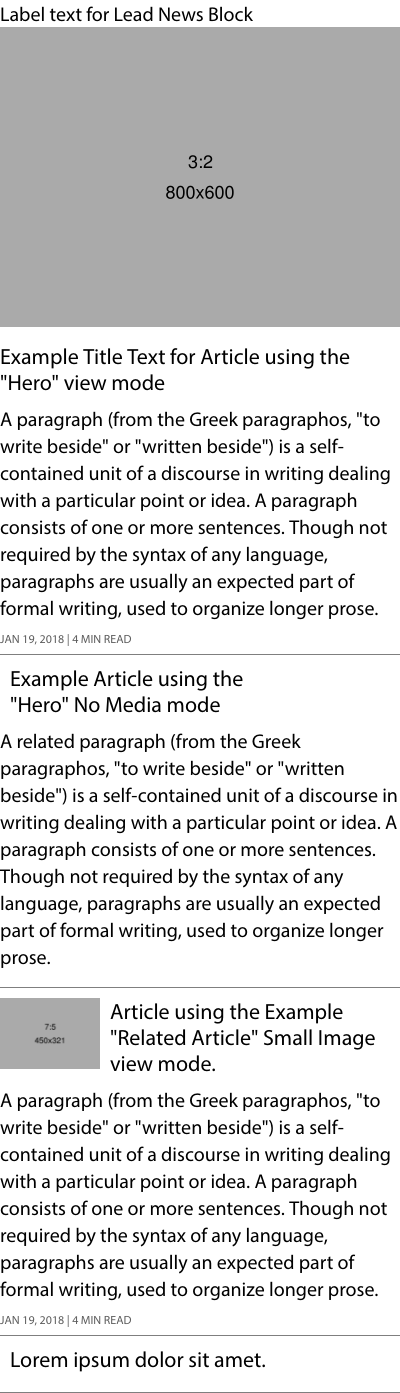 Label text for Lead News Block
3:2
800x600
Example Title Text for Article using the
"Hero" view mode
A paragraph (from the Greek paragraphos, "to
write beside" or "written beside") is a self-
contained unit of a discourse in writing dealing
with a particular point or idea. A paragraph
consists of one or more sentences. Though not
required by the syntax of any language,
paragraphs are usually an expected part of
formal writing, used to organize longer prose.
JAN 19, 2018 | 4 MIN READ
Example Article using the
"Hero" No Media mode
A related paragraph (from the Greek
paragraphos, "to write beside" or "written
beside") is a self-contained unit of a discourse in
writing dealing with a particular point or idea. A
paragraph consists of one or more sentences.
Though not required by the syntax of any
language, paragraphs are usually an expected
part of formal writing, used to organize longer
prose.
7:5
450x321
Article using the Example
"Related Article" Small Image
view mode.
A paragraph (from the Greek paragraphos, "to
write beside" or "written beside") is a self-
contained unit of a discourse in writing dealing
with a particular point or idea. A paragraph
consists of one or more sentences. Though not
required by the syntax of any language,
paragraphs are usually an expected part of
formal writing, used to organize longer prose.
JAN 19, 2018 | 4 MIN READ
Lorem ipsum dolor sit amet.